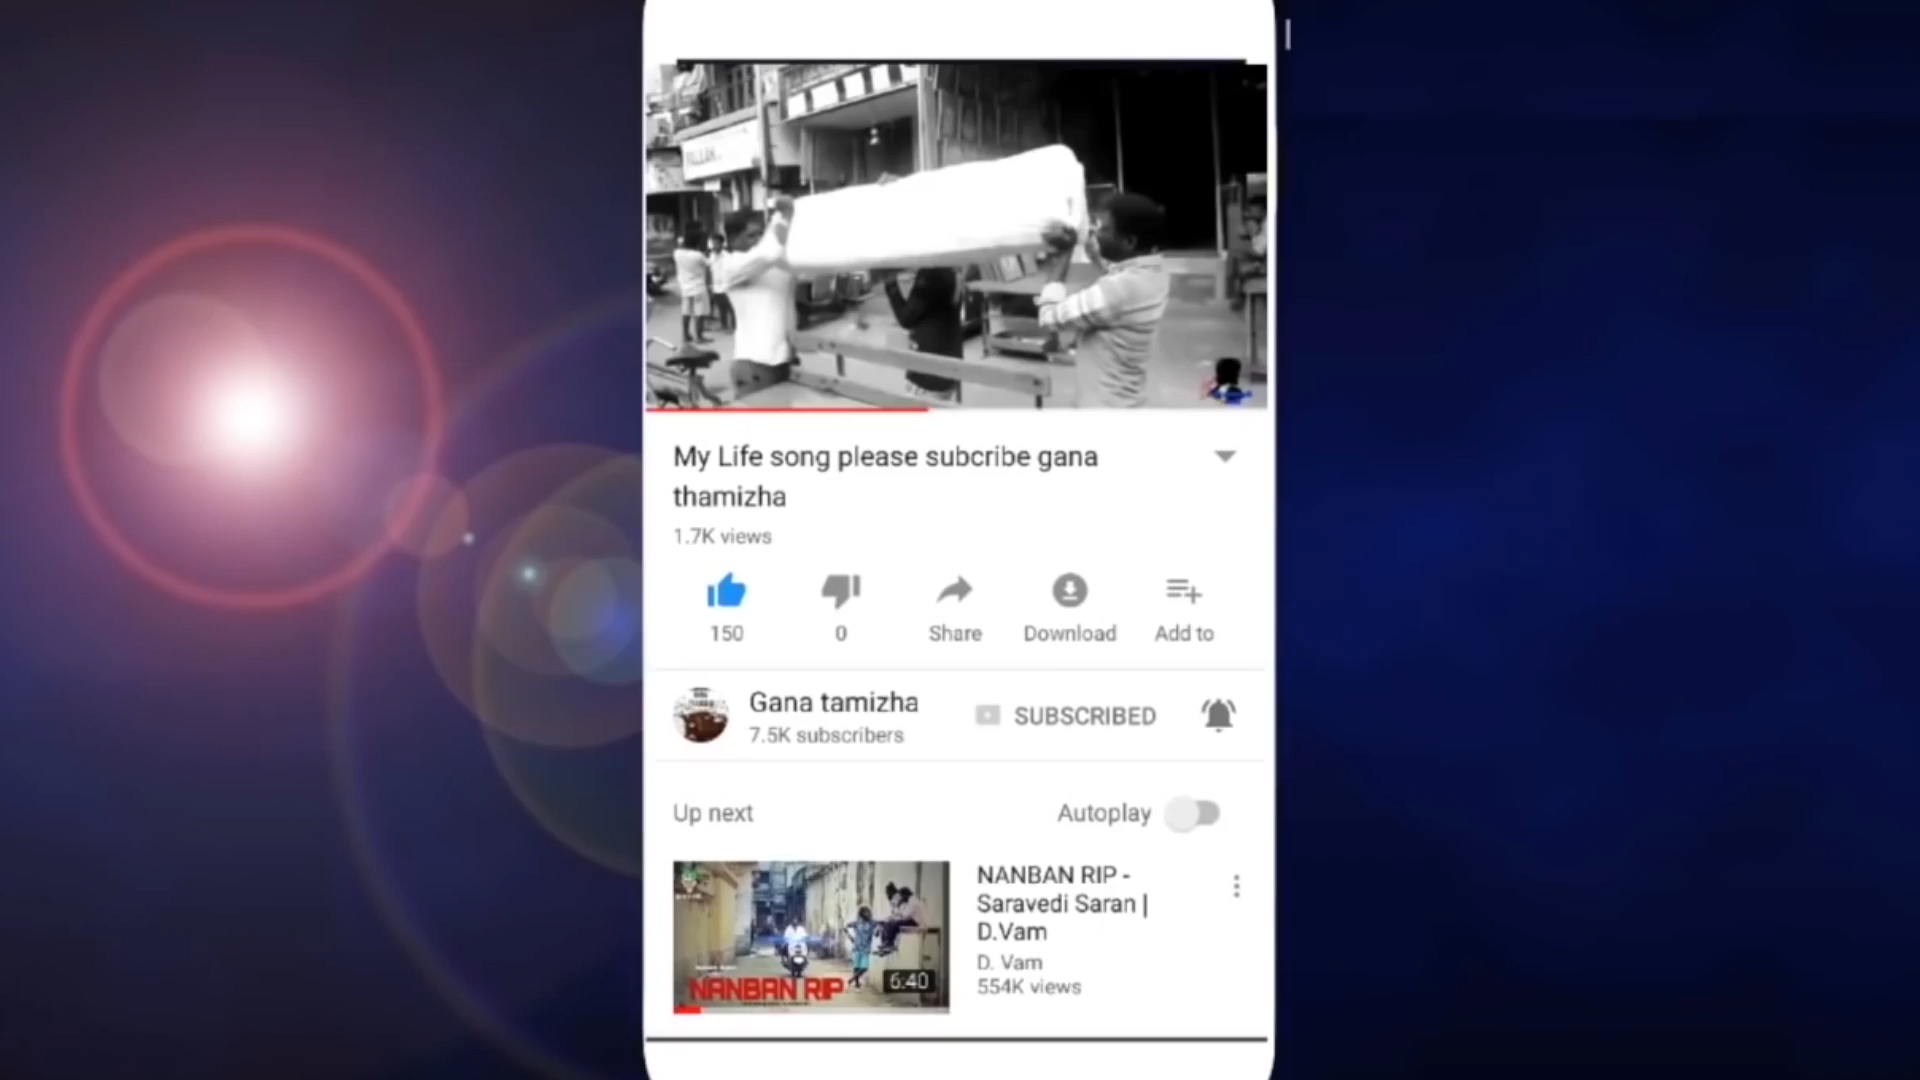 My Life song please subcribe gana
thamizha
1.7K views
150
0
Share
Download
Add to
Gana tamizha
7.5K subscribers
SUBSCRIBED
Up next
Autoplay
NANBAN RIP
6:40
NANBAN RIP -
Saravedi Saran |
D.Vam
D. Vam
554K views